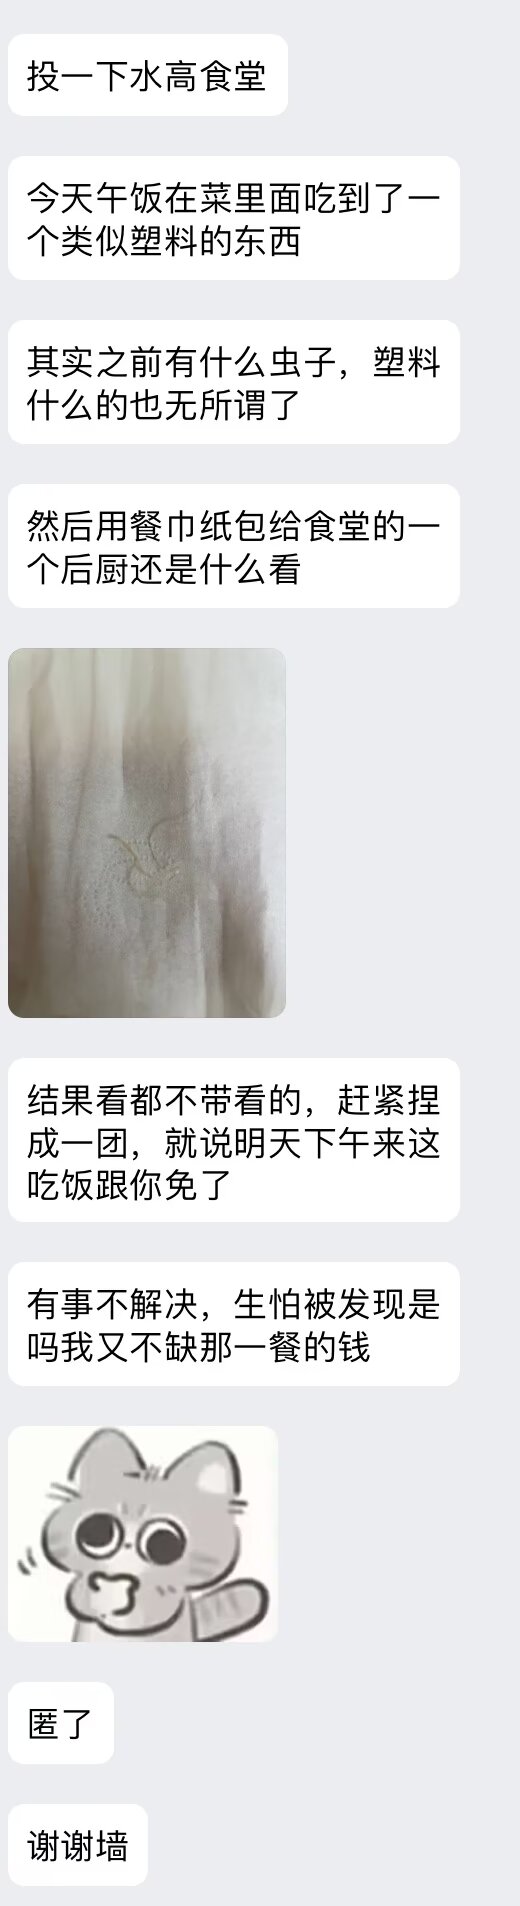 投一下水高食堂
今天午饭在菜里面吃到了一
个类似塑料的东西
其实之前有什么虫子，塑料
什么的也无所谓了
然后用餐巾纸包给食堂的一
个后厨还是什么看
结果看都不带看的，赶紧捏
成一团，就说明天下午来这
吃饭跟你免了
有事不解决，生怕被发现是
吗我又不缺那一餐的钱
匿了
谢谢墙